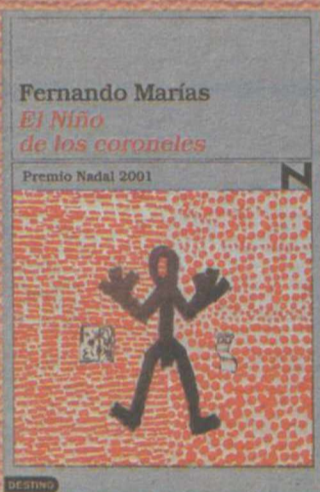 Fernando Marías
El Niño
de los coroneles
Premio Nadal 2001
N
DESTINO